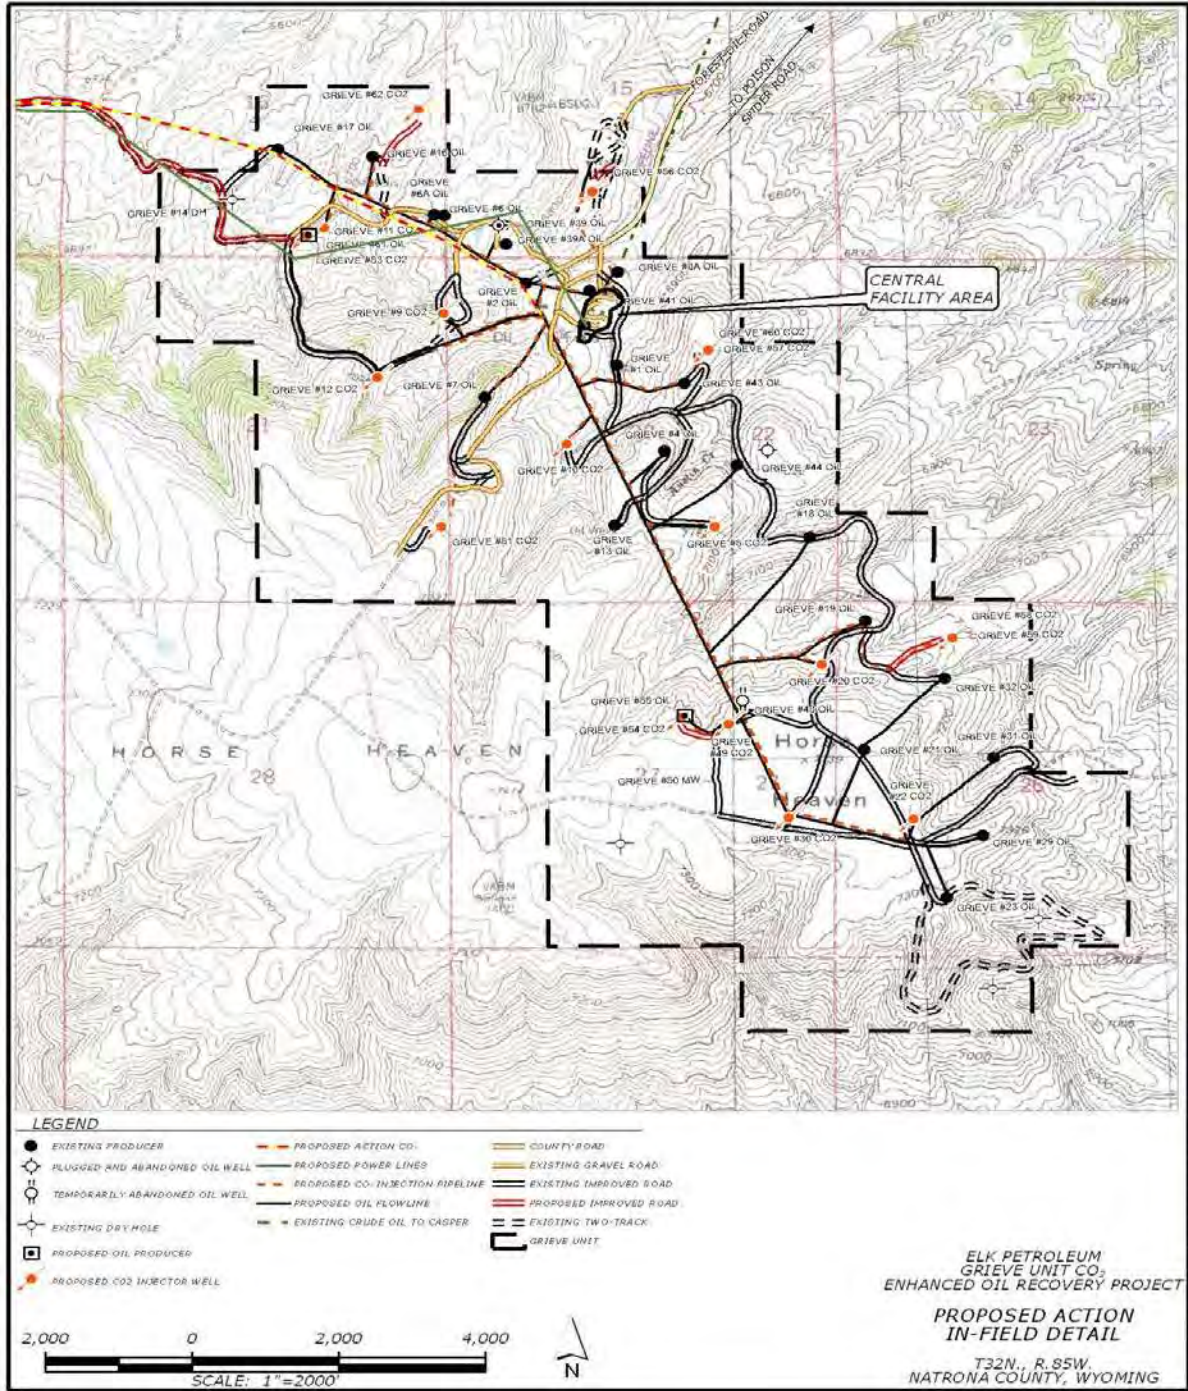 TO FOREST OIL ROAD
TO POISON
SPIDER ROAD
15
14
GRIEVE #62 CO2
GRIEVE #17 OIL
GRIEVE #16 OIL
GRIEVE
#6A OIL
GRIEVE #56 CO2
GRIEVE #14 DH
GRIEVE #6 OIL
GRIEVE #39 OIL
GRIEVE #11 CO
GRIEVE #61 OIL
GRIEVE #39A OIL
GRIEVE #53 CO2
GRIEVE #8A OIL
CENTRAL
FACILITY AREA
GRIEVE
#2 OIL
GRIEVE #41 OIL
GRIEVE #9 CO2
GRIEVE #60 CO2
GRIEVE #57 CO2
GRIEVE
#1 OIL
Spring
GRIEVE #12 CO2
GRIEVE #7 OIL
GRIEVE #43 OIL
21
GRIEVE #4 OIL
22
23
GRIEVE #10 CO2
GRIEVE #44 OIL
GRIEVE
#18 OIL
GRIEVE #51 CO2
GRIEVE
#13 OIL
GRIEVE #5 CO2
GRIEVE #19 OIL
GRIEVE #58 CO2
GRIEVE #59 CO2
GRIEVE #20 CO2
GRIEVE #32 OIL
GRIEVE #55 OIL
GRIEVE #48 OIL
GRIEVE #54 CO2
GRIEVE
#49 CO2
HORSE
HEAVEN
Hor
GRIEVE #21 OIL
GRIEVE #31 OIL
28
27
GRIEVE #50 MW
26
Heaven
GRIEVE
#22 CO2
GRIEVE #30 CO2
GRIEVE #29 OIL
GRIEVE #23 OIL
7000
6900
LEGEND
EXISTING PRODUCER
PLUGGED AND ABANDONED OIL WELL
TEMPORARILY ABANDONED OIL WELL
EXISTING DRY HOLE
PROPOSED OIL PRODUCER
PROPOSED CO2 INJECTOR WELL
PROPOSED ACTION CO2
PROPOSED POWER LINES
PROPOSED CO2 INJECTION PIPELINE
PROPOSED OIL FLOWLINE
EXISTING CRUDE OIL TO CASPER
COUNTY ROAD
EXISTING GRAVEL ROAD
EXISTING IMPROVED ROAD
PROPOSED IMPROVED ROAD
EXISTING TWO-TRACK
GRIEVE UNIT
2,000
0
2,000
4,000
SCALE: 1"=2000'
N
ELK PETROLEUM
GRIEVE UNIT CO2
ENHANCED OIL RECOVERY PROJECT
PROPOSED ACTION
IN-FIELD DETAIL
T32N., R.85W.
NATRONA COUNTY, WYOMING